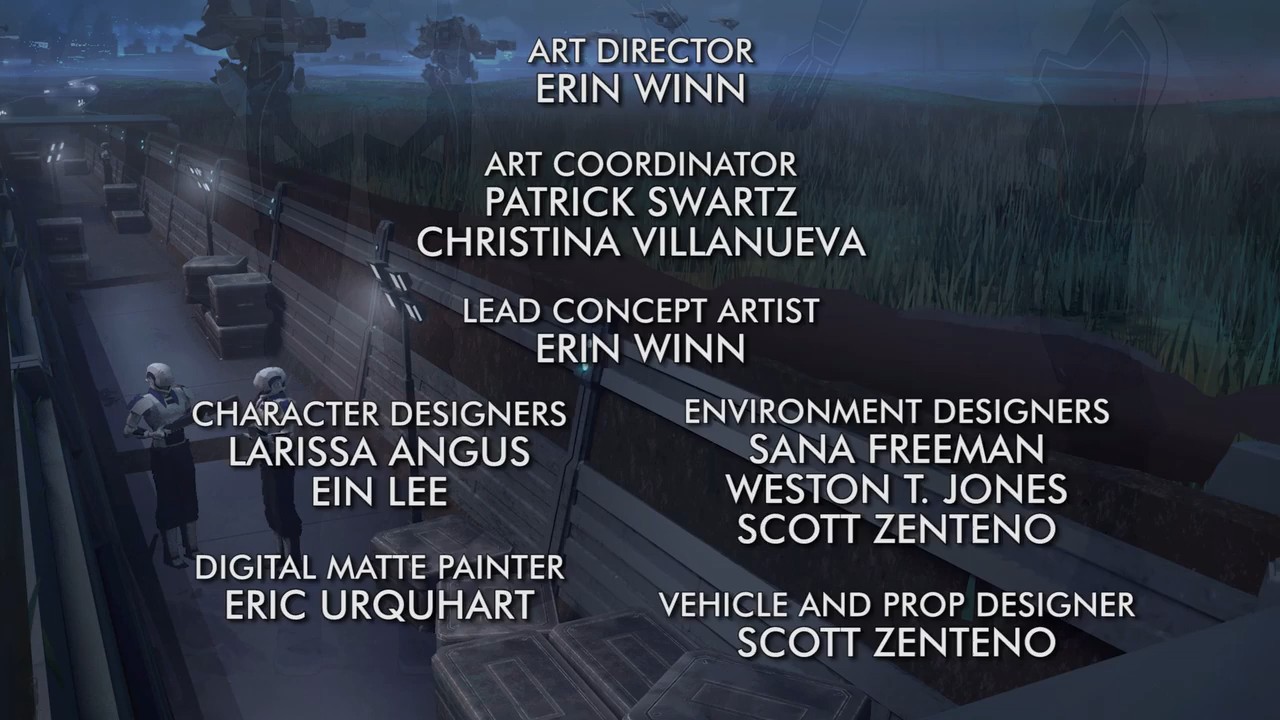 ART DIRECTOR
ERIN WINN
ART COORDINATOR
PATRICK SWARTZ
CHRISTINA VILLANUEVA
LEAD CONCEPT ARTIST
ERIN WINN
CHARACTER DESIGNERS
LARISSA ANGUS
EIN LEE
DIGITAL MATTE PAINTER
ERIC URQUHART
ENVIRONMENT DESIGNERS
SANA FREEMAN
WESTON T. JONES
SCOTT ZENTENO
VEHICLE AND PROP DESIGNER
SCOTT ZENTENO